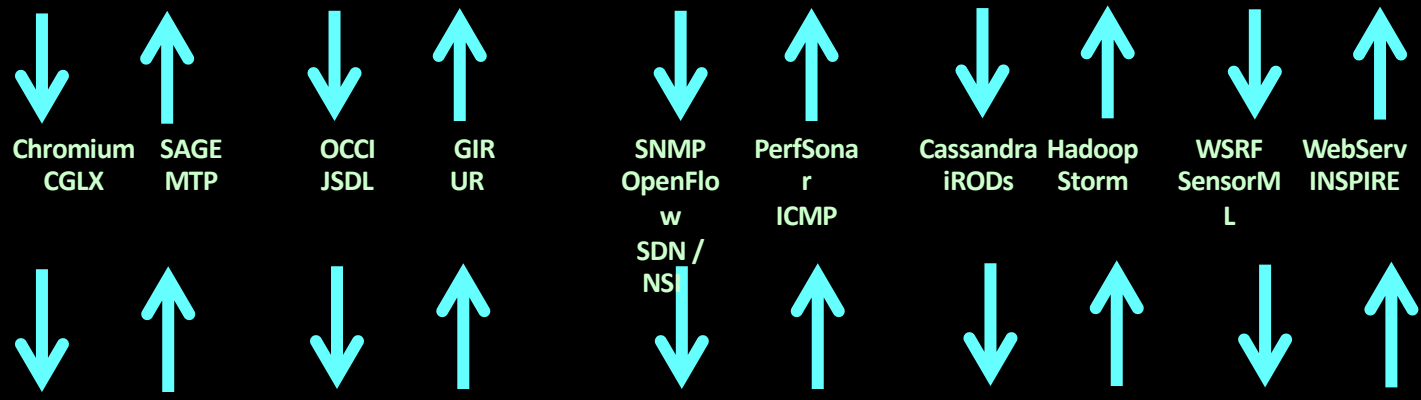 Chromium
CGLX
SAGE
MTP
OCCI
JSDL
GIR
UR
SNMP
OpenFlo
w
SDN /
NSI
PerfSona
r
ICMP
Cassandra
iRODs
Hadoop
Storm
WSRF
SensorM
L
WebServ
INSPIRE